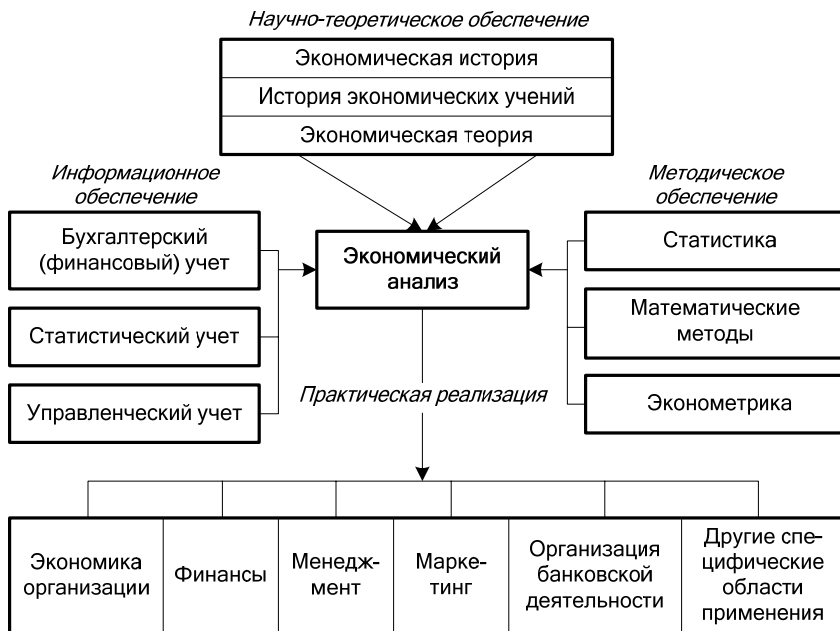 Научно-теоретическое обеспечение
Экономическая история
История экономических учений
Экономическая теория
Информационное
обеспечение
Бухгалтерский
(финансовый) учет
Статистический учет
Управленческий учет
Экономический
анализ
Методическое
обеспечение
Статистика
Математические
методы
Эконометрика
Практическая реализация
Экономика
организации
Финансы
Менедж-
мент
Марке-
тинг
Организация
банковской
деятельности
Другие спе-
цифические
области
применения